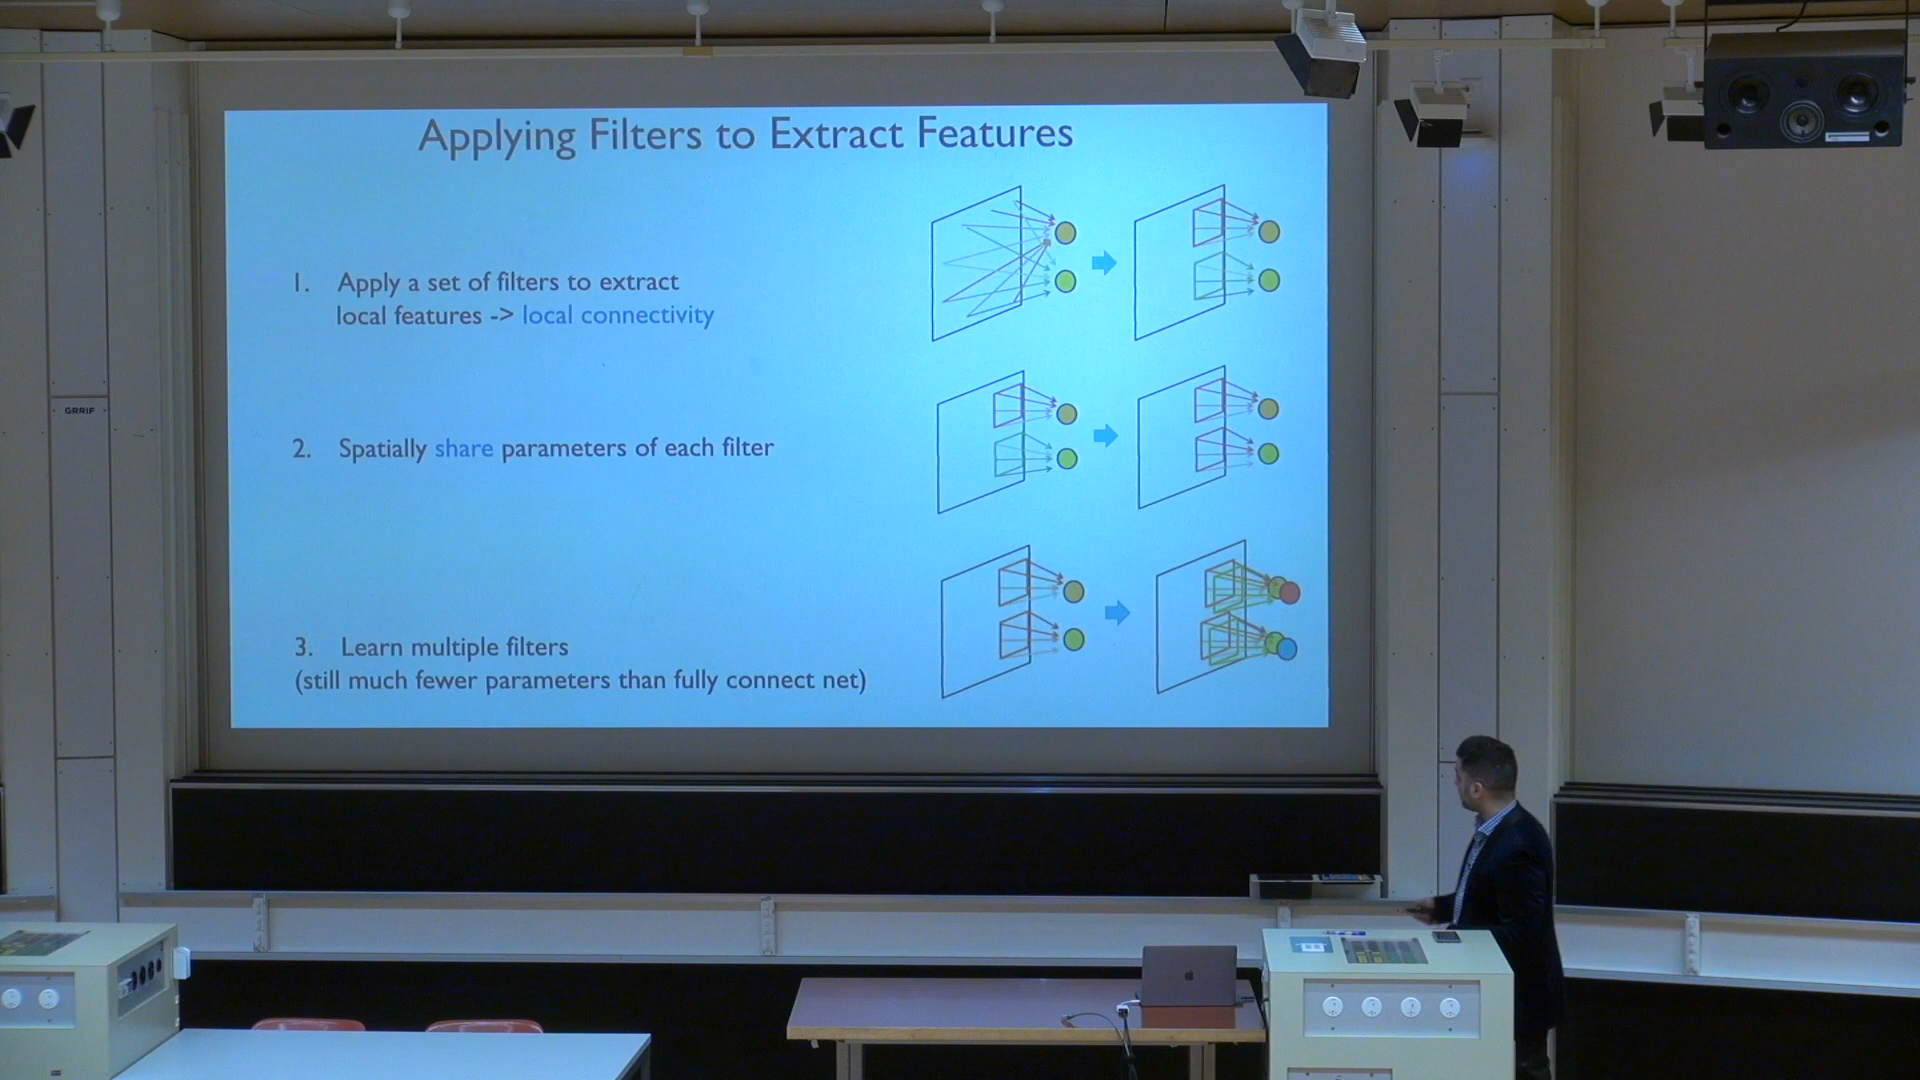 Applying Filters to Extract Features
1. Apply a set of filters to extract
local features -> local connectivity
2. Spatially share parameters of each filter
3. Learn multiple filters
(still much fewer parameters than fully connect net)
GRRIF